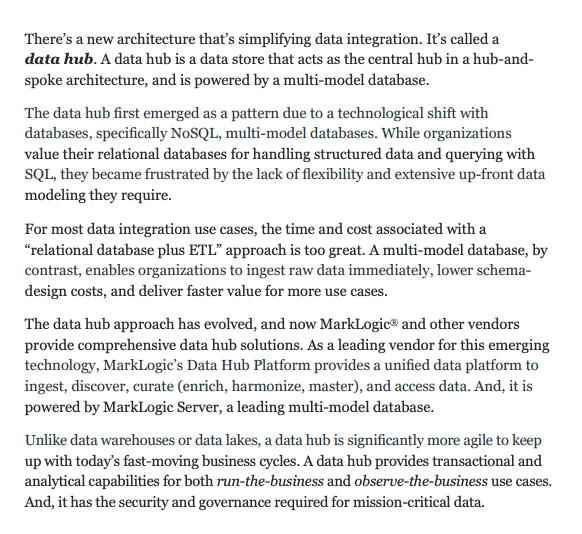 There’s a new architecture that’s simplifying data integration. It’s called a
data hub. A data hub is a data store that acts as the central hub in a hub-and-
spoke architecture, and is powered by a multi-model database.
The data hub first emerged as a pattern due to a technological shift with
databases, specifically NoSQL, multi-model databases. While organizations
value their relational databases for handling structured data and querying with
SQL, they became frustrated by the lack of flexibility and extensive up-front data
modeling they require.
For most data integration use cases, the time and cost associated with a
“relational database plus ETL” approach is too great. A multi-model database, by
contrast, enables organizations to ingest raw data immediately, lower schema-
design costs, and deliver faster value for more use cases.
The data hub approach has evolved, and now MarkLogic® and other vendors
provide comprehensive data hub solutions. As a leading vendor for this emerging
technology, MarkLogic’s Data Hub Platform provides a unified data platform to
ingest, discover, curate (enrich, harmonize, master), and access data. And, it is
powered by MarkLogic Server, a leading multi-model database.
Unlike data warehouses or data lakes, a data hub is significantly more agile to keep
up with today’s fast-moving business cycles. A data hub provides transactional and
analytical capabilities for both run-the-business and observe-the-business use cases.
And, it has the security and governance required for mission-critical data.